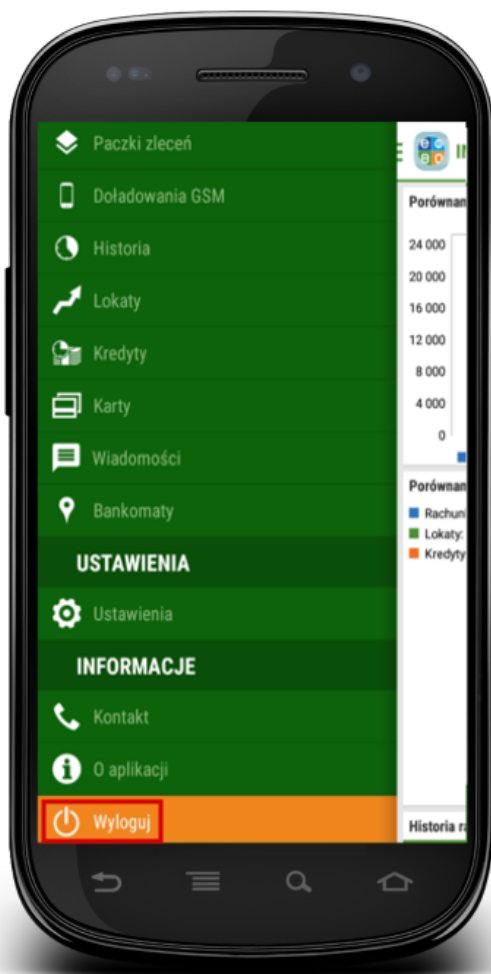 Paczki zleceń
Doładowania GSM
Historia
Lokaty
Kredyty
Karty
Wiadomości
Bankomaty
USTAWIENIA
Ustawienia
INFORMACJE
Kontakt
O aplikacji
Wyloguj
Porównan
24 000
20 000
16 000
12 000
8 000
4 000
0
Porównan
Rachun
Lokaty:
Kredyty
Historia